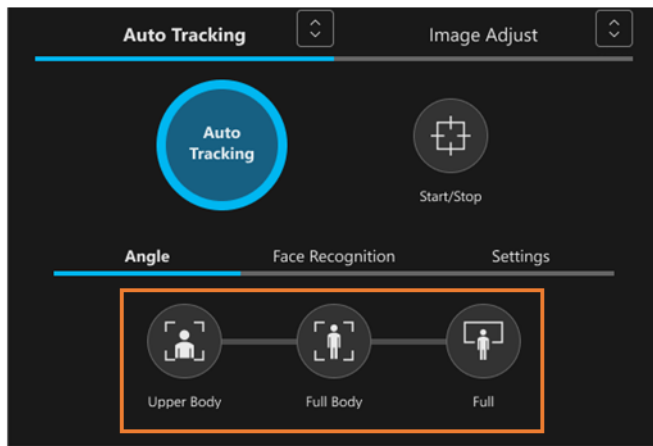 Auto Tracking
Image Adjust
Auto
Tracking
Start/Stop
Angle
Face Recognition
Settings
Upper Body
Full Body
Full